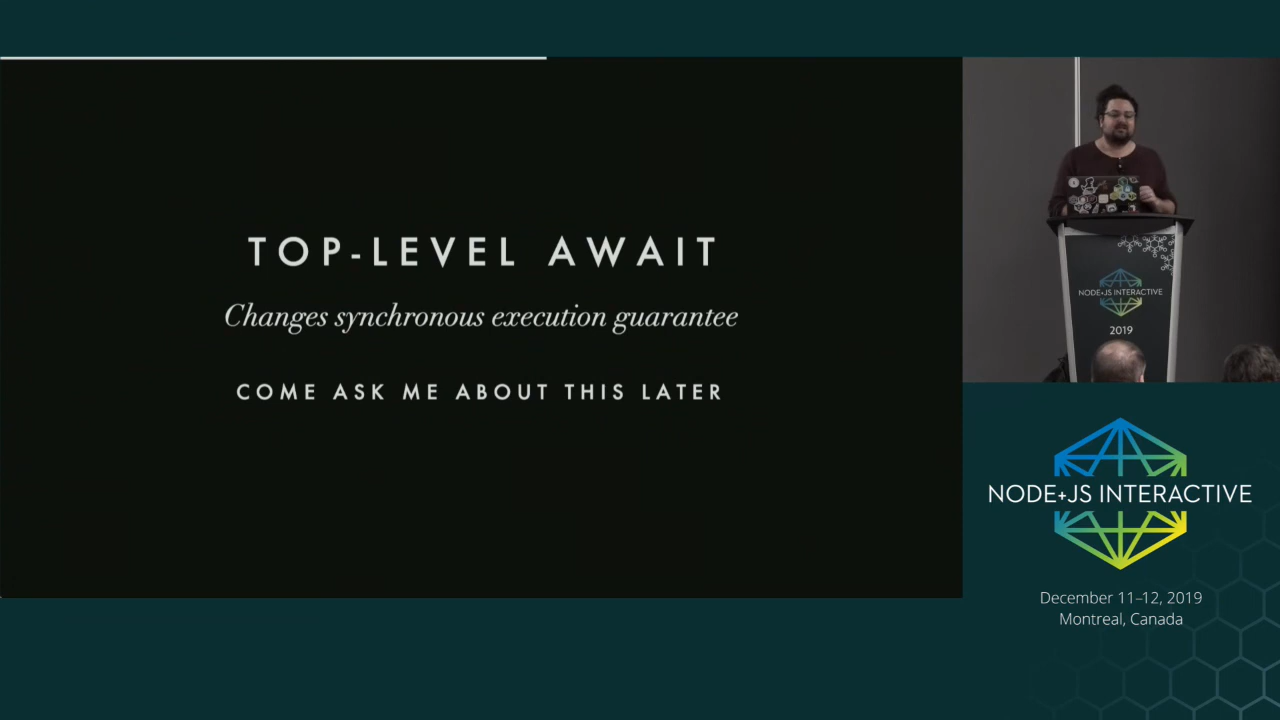 TOP-LEVEL AWAIT
Changes synchronous execution guarantee
COME ASK ME ABOUT THIS LATER
NODE+JS INTERACTIVE
2019
NODE+JS INTERACTIVE
December 11–12, 2019
Montreal, Canada